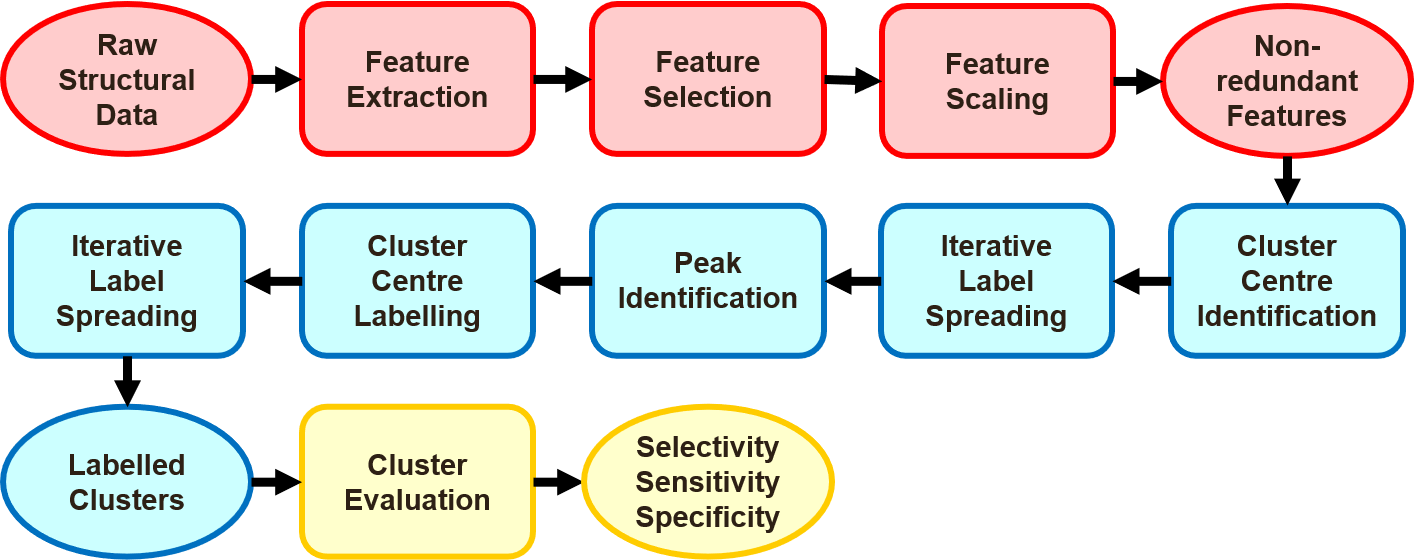 Raw
Structural
Data
Feature
Extraction
Feature
Selection
Feature
Scaling
Non-
redundant
Features
Iterative
Label
Spreading
Cluster
Centre
Labelling
Peak
Identification
Iterative
Label
Spreading
Cluster
Centre
Identification
Labelled
Clusters
Cluster
Evaluation
Selectivity
Sensitivity
Specificity